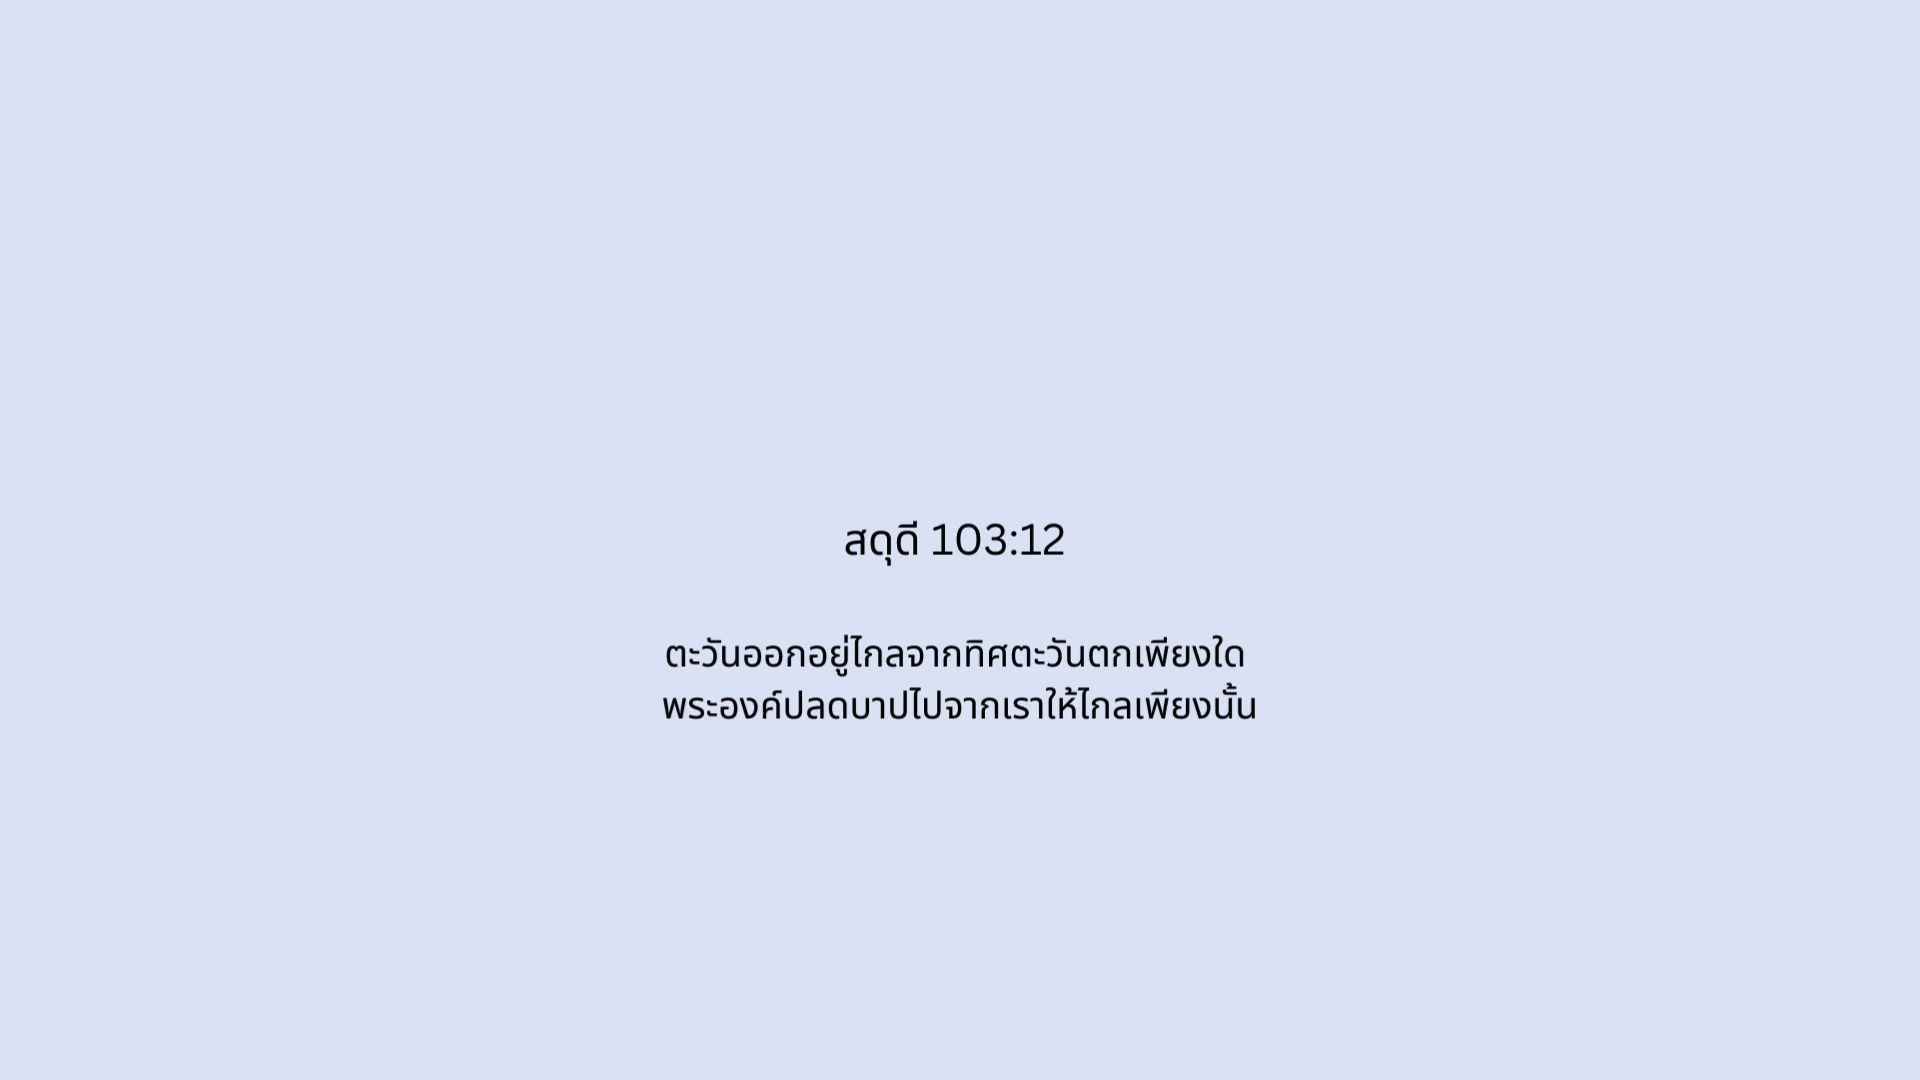 สดุดี 103:12
ตะวันออกอยู่ไกลจากทิศตะวันตกเพียงใด
พระองค์ปลดบาปไปจากเราให้ไกลเพียงนั้น